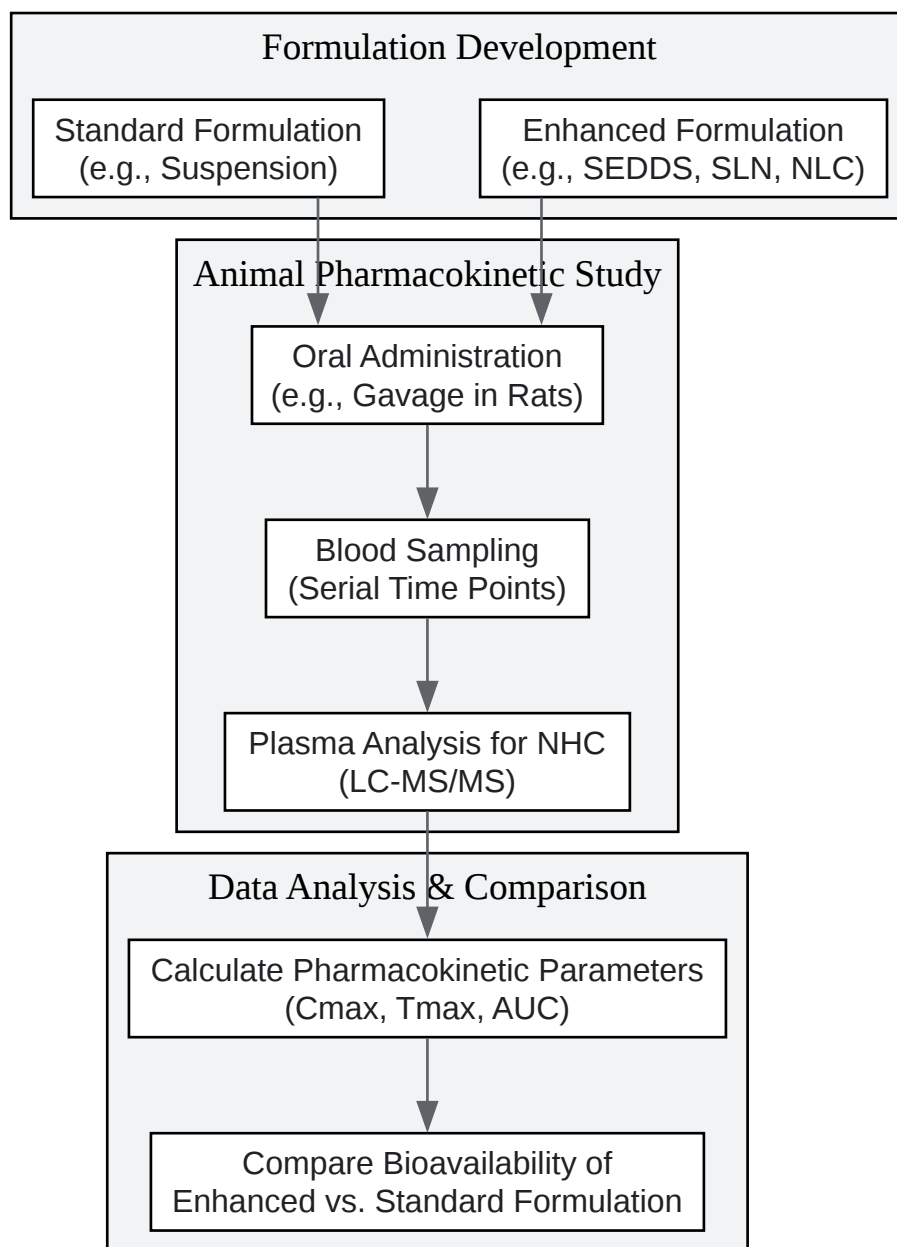 Formulation Development
Standard Formulation
(e.g., Suspension)
Enhanced Formulation
(e.g., SEDDS, SLN, NLC)
Animal Pharmacokinetic Study
Oral Administration
(e.g., Gavage in Rats)
Blood Sampling
(Serial Time Points)
Plasma Analysis for NHC
(LC-MS/MS)
Data Analysis & Comparison
Calculate Pharmacokinetic Parameters
(Cmax, Tmax, AUC)
Compare Bioavailability of
Enhanced vs. Standard Formulation